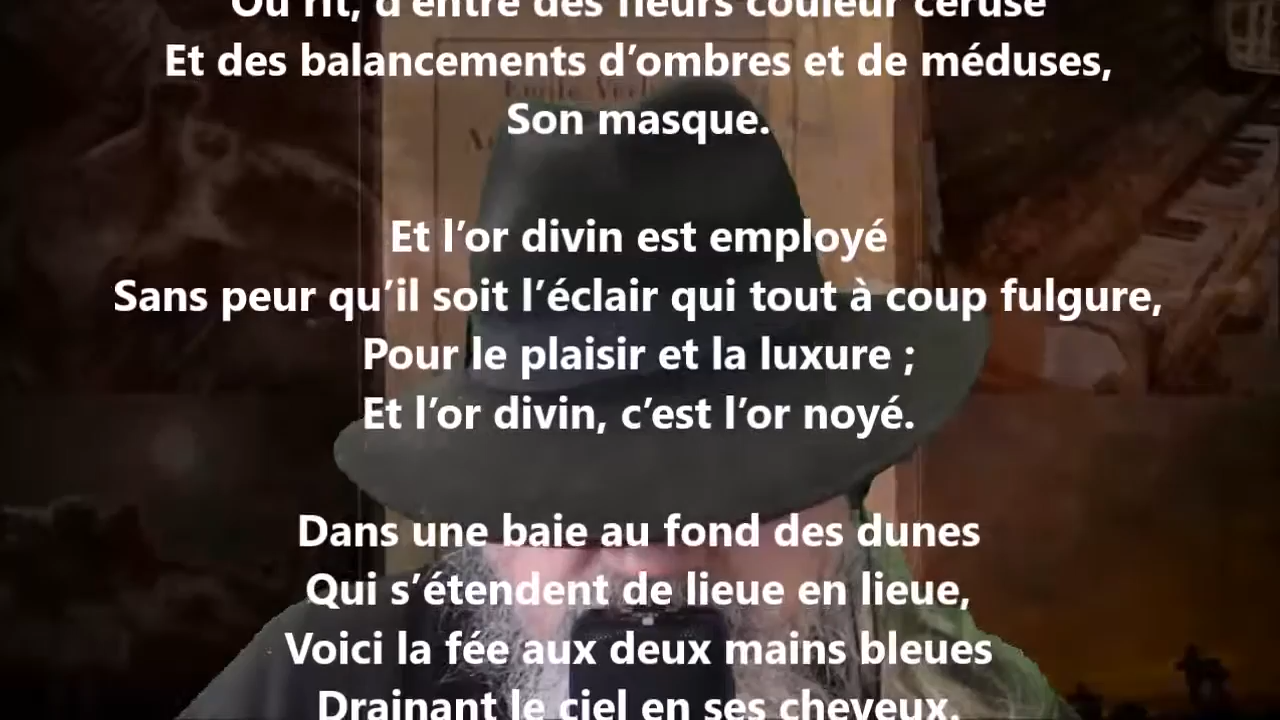 Où rit, d’entre des fleurs couleur céruse
Et des balancements d’ombres et de méduses,
Son masque.
Et l’or divin est employé
Sans peur qu’il soit l’éclair qui tout à coup fulgure,
Pour le plaisir et la luxure ;
Et l’or divin, c’est l’or noyé.
Dans une baie au fond des dunes
Qui s’étendent de lieue en lieue,
Voici la fée aux deux mains bleues
Drainant le ciel en ses cheveux.